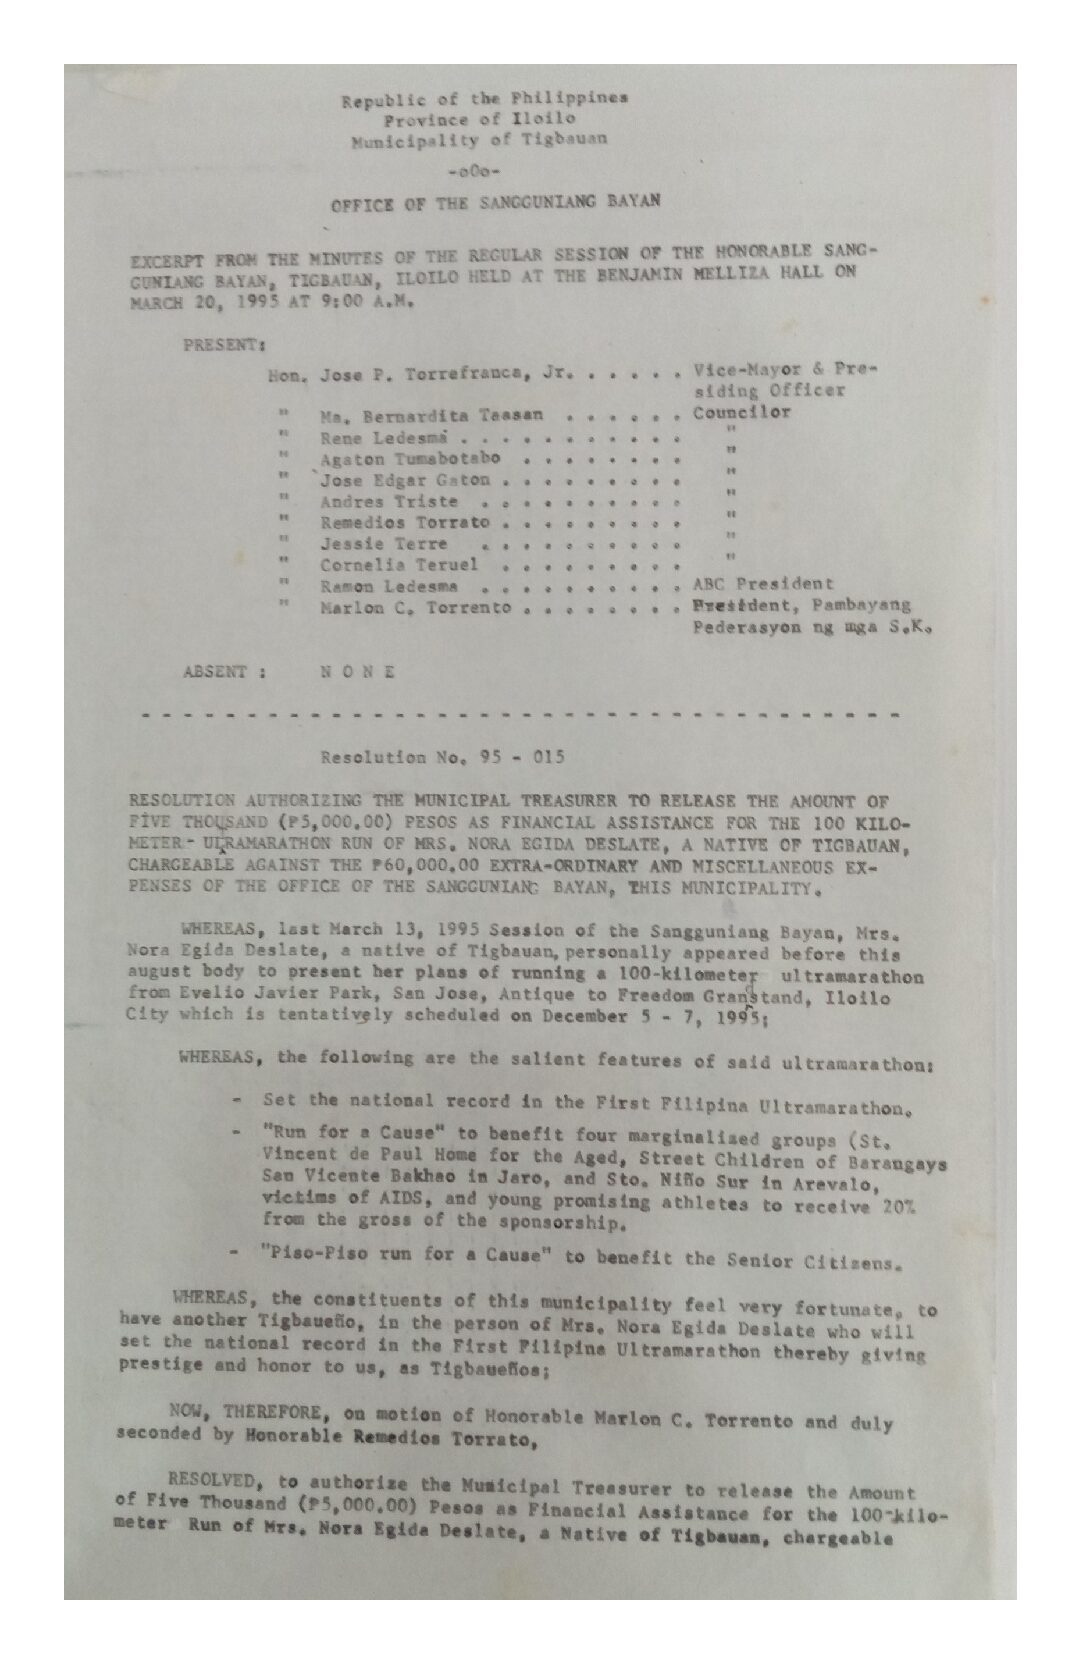 Republic of the Philippines
Province of Iloilo
Municipality of Tigbauan
-oOo-
OFFICE OF THE SANGGUNIANG BAYAN
EXCERPT FROM THE MINUTES OF THE REGULAR SESSION OF THE HONORABLE SANG-
GUNIANG BAYAN, TIGBAUAN, ILOILO HELD AT THE BENJAMIN MELLIZA HALL ON
MARCH 20, 1995 AT 9:00 A.M.
PRESENT:
Hon. Jose P. Torrefranca, Jr. . . . . . Vice-Mayor & Pre-
siding Officer
" Ma. Bernardita Taasan . . . . . . Councilor
" Rene Ledesma . . . . . . . . . . . "
" Agaton Tumabotabo . . . . . . . . "
" Jose Edgar Gaton . . . . . . . . . "
" Andres Triste . . . . . . . . . . "
" Remedios Torrato . . . . . . . . . "
" Jessie Terre . . . . . . . . . . "
" Cornelia Teruel . . . . . . . . . "
" Ramon Ledesma . . . . . . . . . . ABC President
" Marlon C. Torrento . . . . . . . . President, Pambayang
Pederasyon ng mga S.K.
ABSENT : N O N E
- - - - - - - - - - - - - - - - - - - - - - - - - - - - - - - - - - - -
Resolution No. 95 - 015
RESOLUTION AUTHORIZING THE MUNICIPAL TREASURER TO RELEASE THE AMOUNT OF
FIVE THOUSAND (₱5,000.00) PESOS AS FINANCIAL ASSISTANCE FOR THE 100 KILO-
METER- ULTRAMARATHON RUN OF MRS. NORA EGIDA DESLATE, A NATIVE OF TIGBAUAN,
CHARGEABLE AGAINST THE ₱60,000.00 EXTRA-ORDINARY AND MISCELLANEOUS EX-
PENSES OF THE OFFICE OF THE SANGGUNIANG BAYAN, THIS MUNICIPALITY.
WHEREAS, last March 13, 1995 Session of the Sangguniang Bayan, Mrs.
Nora Egida Deslate, a native of Tigbauan, personally appeared before this
august body to present her plans of running a 100-kilometer ultramarathon
from Evelio Javier Park, San Jose, Antique to Freedom Grandstand, Iloilo
City which is tentatively scheduled on December 5 - 7, 1995;
WHEREAS, the following are the salient features of said ultramarathon:
- Set the national record in the First Filipina Ultramarathon.
- "Run for a Cause" to benefit four marginalized groups (St.
Vincent de Paul Home for the Aged, Street Children of Barangays
San Vicente Bakhao in Jaro, and Sto. Niño Sur in Arevalo,
victims of AIDS, and young promising athletes to receive 20%
from the gross of the sponsorship.
- "Piso-Piso run for a Cause" to benefit the Senior Citizens.
WHEREAS, the constituents of this municipality feel very fortunate, to
have another Tigbaueño, in the person of Mrs. Nora Egida Deslate who will
set the national record in the First Filipina Ultramarathon thereby giving
prestige and honor to us, as Tigbaueños;
NOW, THEREFORE, on motion of Honorable Marlon C. Torrento and duly
seconded by Honorable Remedios Torrato,
RESOLVED, to authorize the Municipal Treasurer to release the Amount
of Five Thousand (₱5,000.00) Pesos as Financial Assistance for the 100-kilo-
meter Run of Mrs. Nora Egida Deslate, a Native of Tigbauan, chargeable